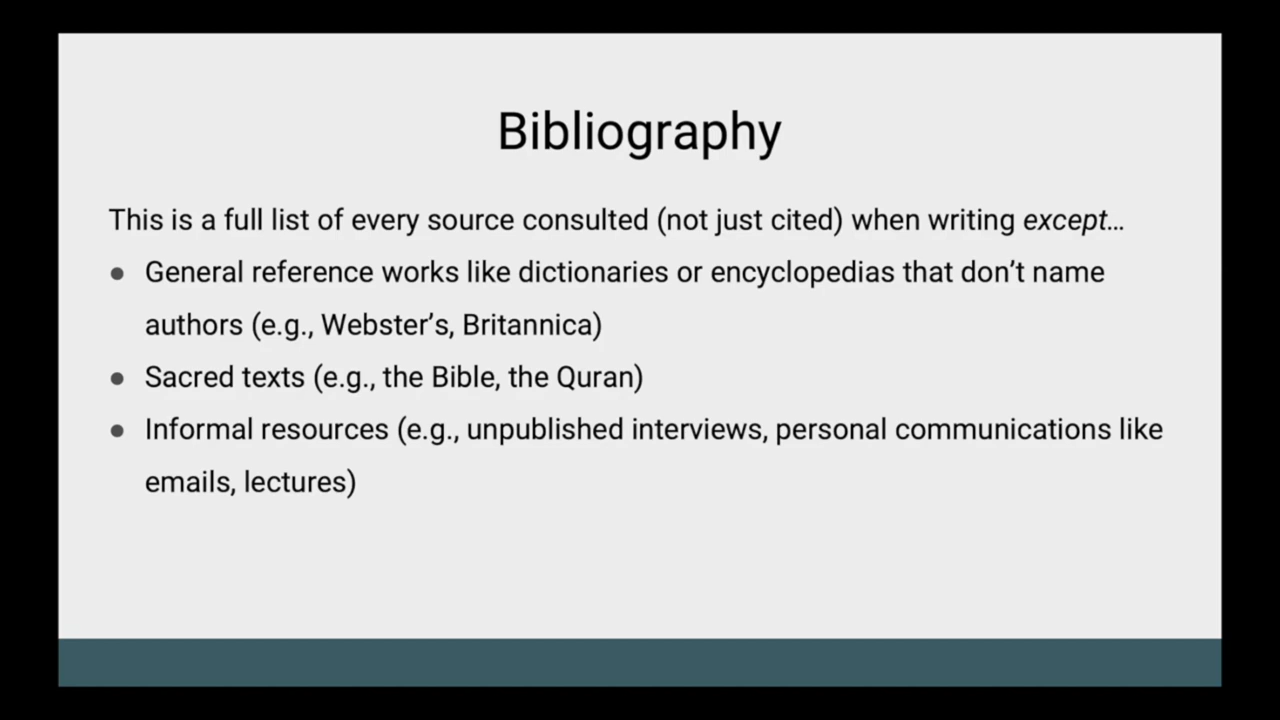 Bibliography
This is a full list of every source consulted (not just cited) when writing except…
● General reference works like dictionaries or encyclopedias that don’t name
authors (e.g., Webster’s, Britannica)
● Sacred texts (e.g., the Bible, the Quran)
● Informal resources (e.g., unpublished interviews, personal communications like
emails, lectures)